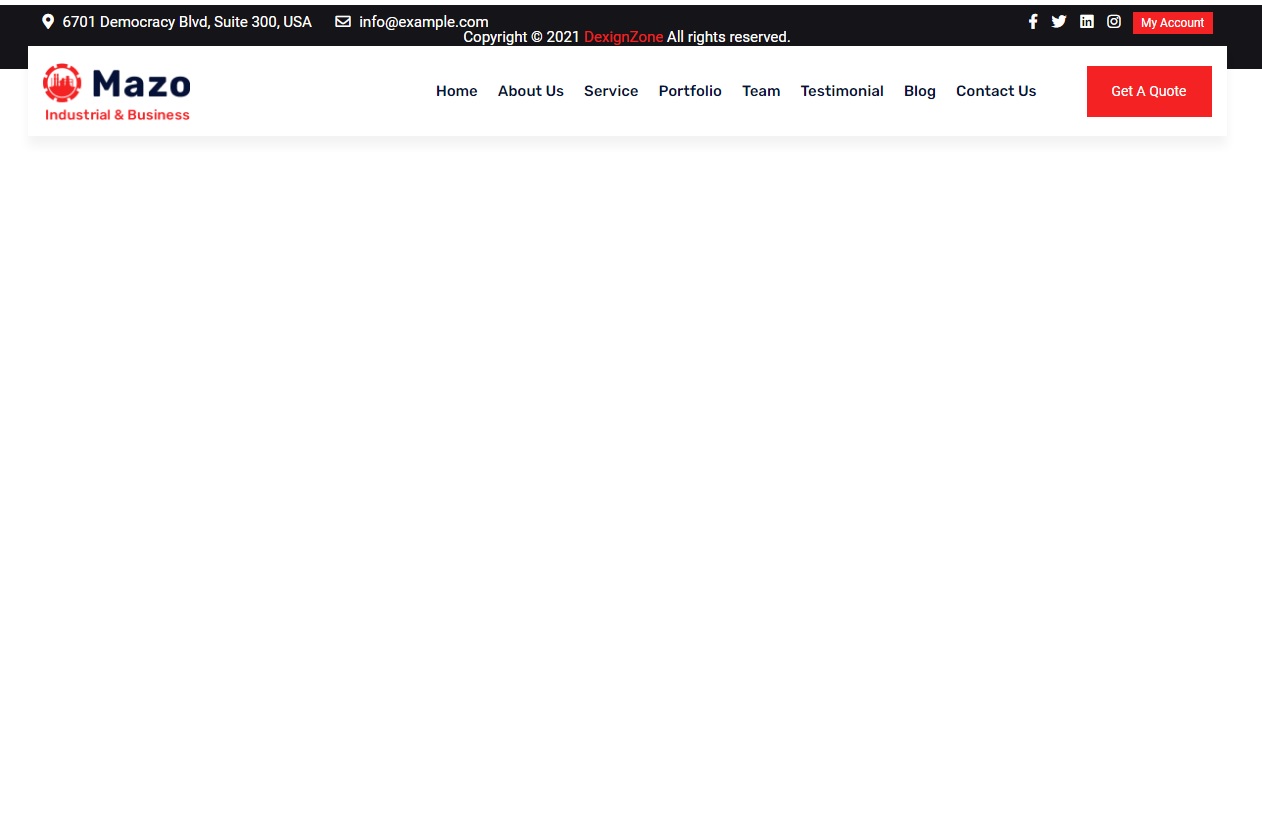 6701 Democracy Blvd, Suite 300, USA info@example.com My Account
Copyright © 2021 DexignZone All rights reserved.
Mazo
Industrial & Business
Home About Us Service Portfolio Team Testimonial Blog Contact Us Get A Quote